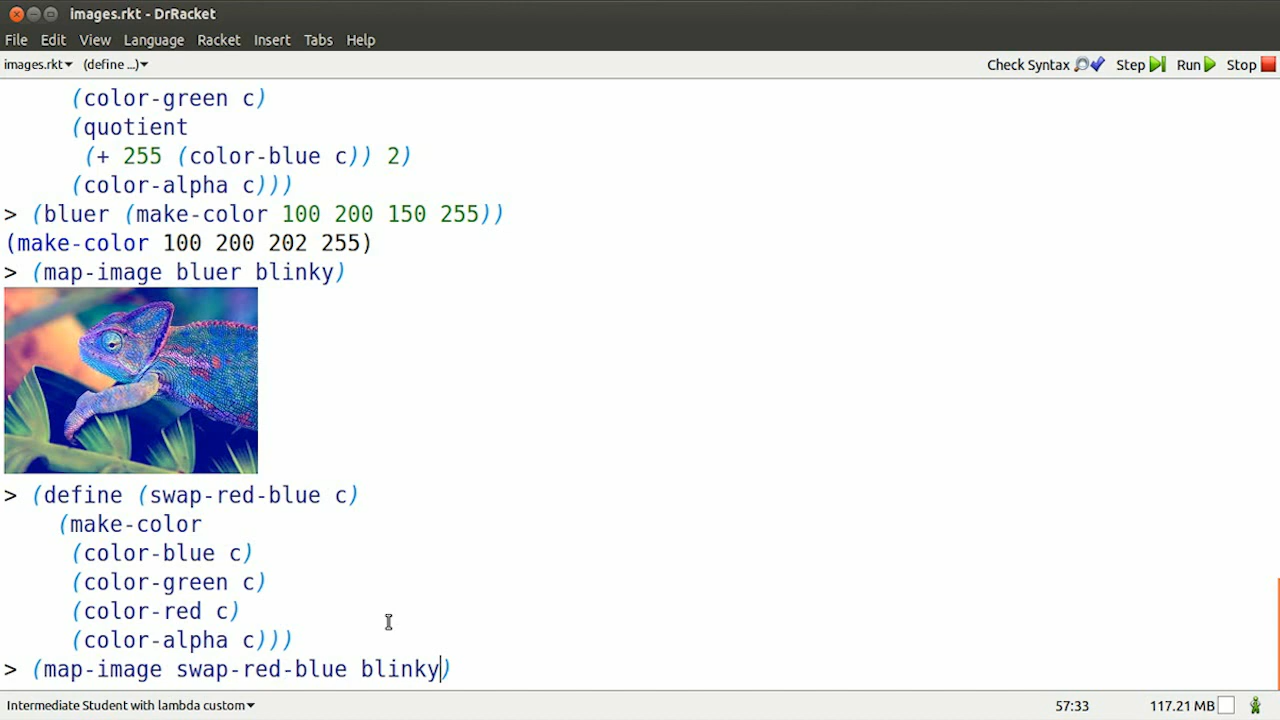 images.rkt - DrRacket
File Edit View Language Racket Insert Tabs Help
images.rkt▾ (define ...)▾ Check Syntax Step Run Stop
(color-green c)
(quotient
(+ 255 (color-blue c)) 2)
(color-alpha c)))
> (bluer (make-color 100 200 150 255))
(make-color 100 200 202 255)
> (map-image bluer blinky)
> (define (swap-red-blue c)
(make-color
(color-blue c)
(color-green c)
(color-red c)
(color-alpha c)))
> (map-image swap-red-blue blinky)
Intermediate Student with lambda custom▾ 57:33 117.21 MB